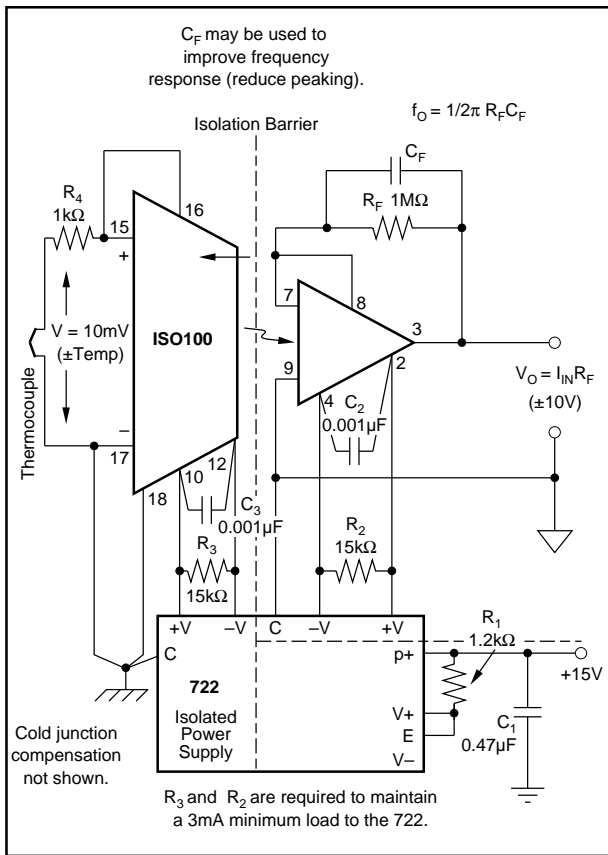 C_F may be used to
improve frequency
response (reduce peaking).
f_O = 1/2π R_F C_F
Isolation Barrier
C_F
R_F 1MΩ
R_4
1kΩ
15
16
+
7
8
V = 10mV
(±Temp)
ISO100
3
9
2
V_O = I_IN R_F
(±10V)
Thermocouple
–
17
4
C_2
0.001µF
12
10
18
C_3
0.001µF
R_3
15kΩ
R_2
15kΩ
+V
–V
C
–V
+V
C
R_1
1.2kΩ
p+
+15V
722
Isolated
Power
Supply
V+
E
V–
C_1
0.47µF
Cold junction
compensation
not shown.
R_3 and R_2 are required to maintain
a 3mA minimum load to the 722.